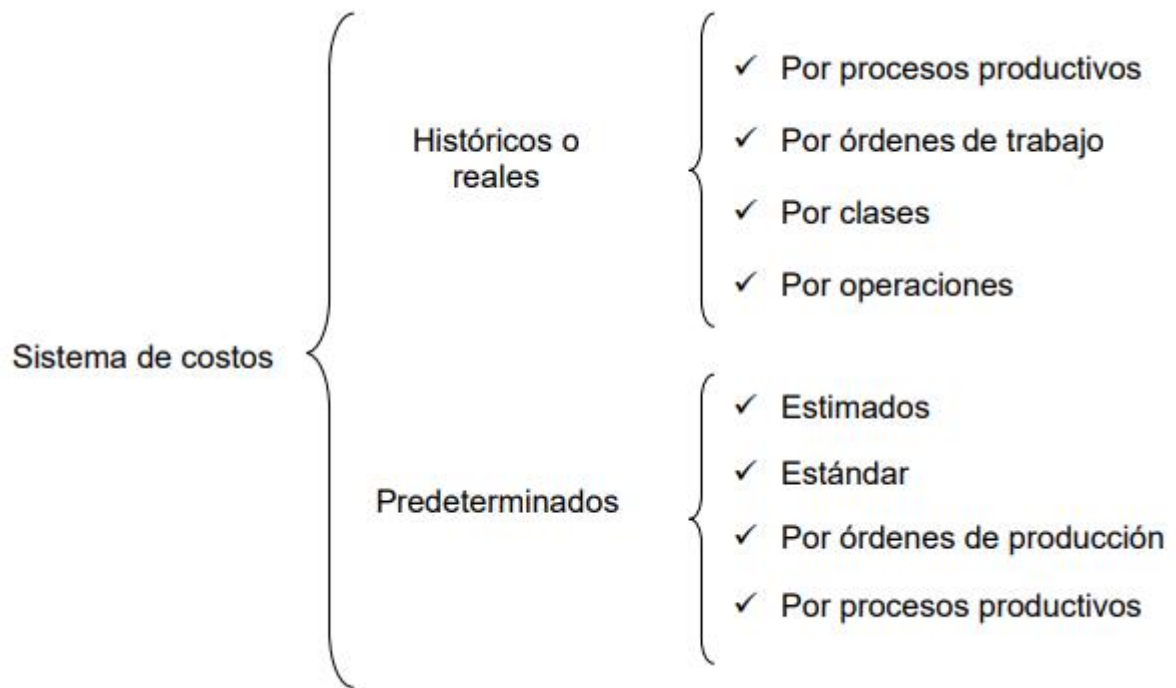 Sistema de costos
Históricos o
reales
✓ Por procesos productivos
✓ Por órdenes de trabajo
✓ Por clases
✓ Por operaciones
Predeterminados
✓ Estimados
✓ Estándar
✓ Por órdenes de producción
✓ Por procesos productivos